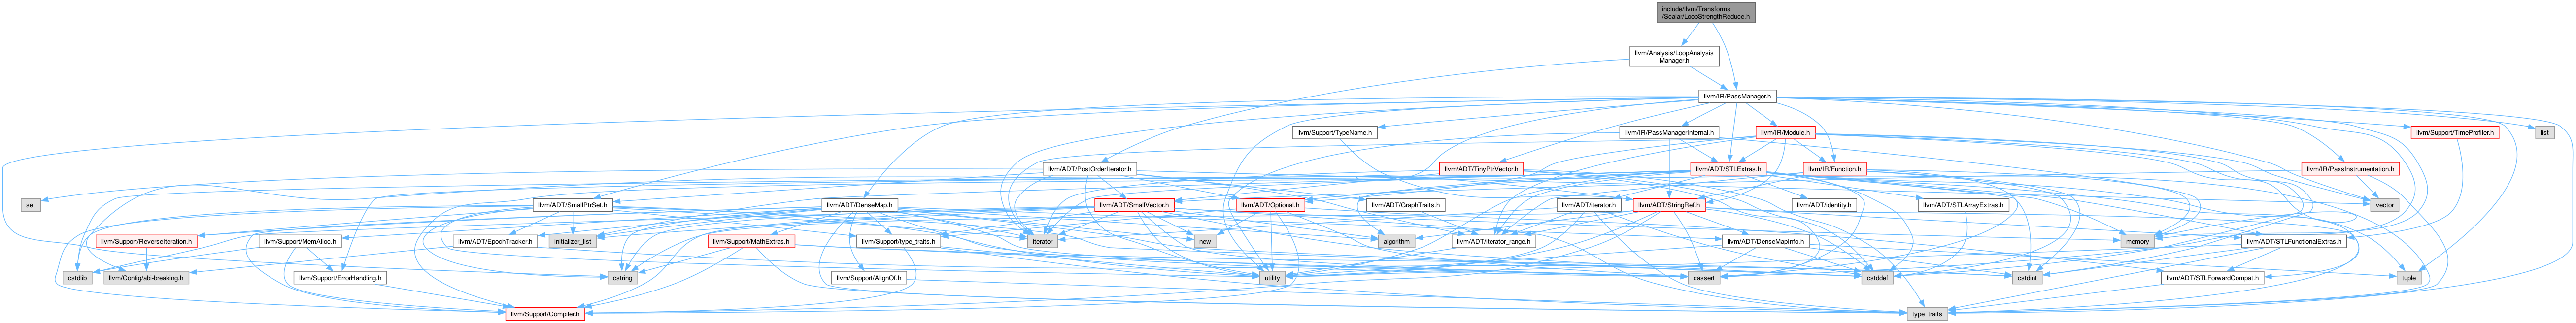 include/llvm/Transforms
/Scalar/LoopStrengthReduce.h
llvm/Analysis/LoopAnalysis
Manager.h
llvm/IR/PassManager.h
llvm/Support/TypeName.h
llvm/IR/PassManagerInternal.h
llvm/IR/Module.h
llvm/Support/TimeProfiler.h
list
llvm/ADT/PostOrderIterator.h
llvm/ADT/TinyPtrVector.h
llvm/ADT/STLExtras.h
llvm/IR/Function.h
llvm/IR/PassInstrumentation.h
set
llvm/ADT/SmallPtrSet.h
llvm/ADT/DenseMap.h
llvm/ADT/SmallVector.h
llvm/ADT/Optional.h
llvm/ADT/GraphTraits.h
llvm/ADT/iterator.h
llvm/ADT/StringRef.h
llvm/ADT/identity.h
llvm/ADT/STLArrayExtras.h
vector
llvm/Support/ReverseIteration.h
llvm/Support/MemAlloc.h
llvm/ADT/EpochTracker.h
initializer_list
llvm/Support/MathExtras.h
llvm/Support/type_traits.h
iterator
new
algorithm
llvm/ADT/iterator_range.h
llvm/ADT/DenseMapInfo.h
memory
llvm/ADT/STLFunctionalExtras.h
cstdlib
llvm/Config/abi-breaking.h
llvm/Support/ErrorHandling.h
cstring
llvm/Support/AlignOf.h
utility
cassert
cstddef
cstdint
llvm/ADT/STLForwardCompat.h
tuple
llvm/Support/Compiler.h
type_traits